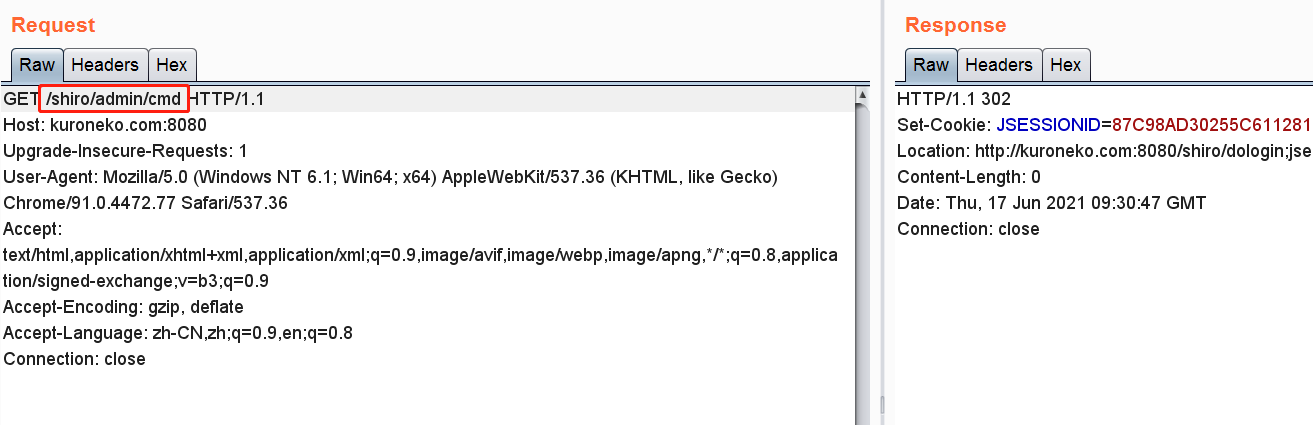 Request
Raw Headers Hex
GET /shiro/admin/cmd HTTP/1.1
Host: kuroneko.com:8080
Upgrade-Insecure-Requests: 1
User-Agent: Mozilla/5.0 (Windows NT 6.1; Win64; x64) AppleWebKit/537.36 (KHTML, like Gecko)
Chrome/91.0.4472.77 Safari/537.36
Accept:
text/html,application/xhtml+xml,application/xml;q=0.9,image/avif,image/webp,image/apng,*/*;q=0.8,applica
tion/signed-exchange;v=b3;q=0.9
Accept-Encoding: gzip, deflate
Accept-Language: zh-CN,zh;q=0.9,en;q=0.8
Connection: close
Response
Raw Headers Hex
HTTP/1.1 302
Set-Cookie: JSESSIONID=87C98AD30255C611281
Location: http://kuroneko.com:8080/shiro/dologin;jse
Content-Length: 0
Date: Thu, 17 Jun 2021 09:30:47 GMT
Connection: close